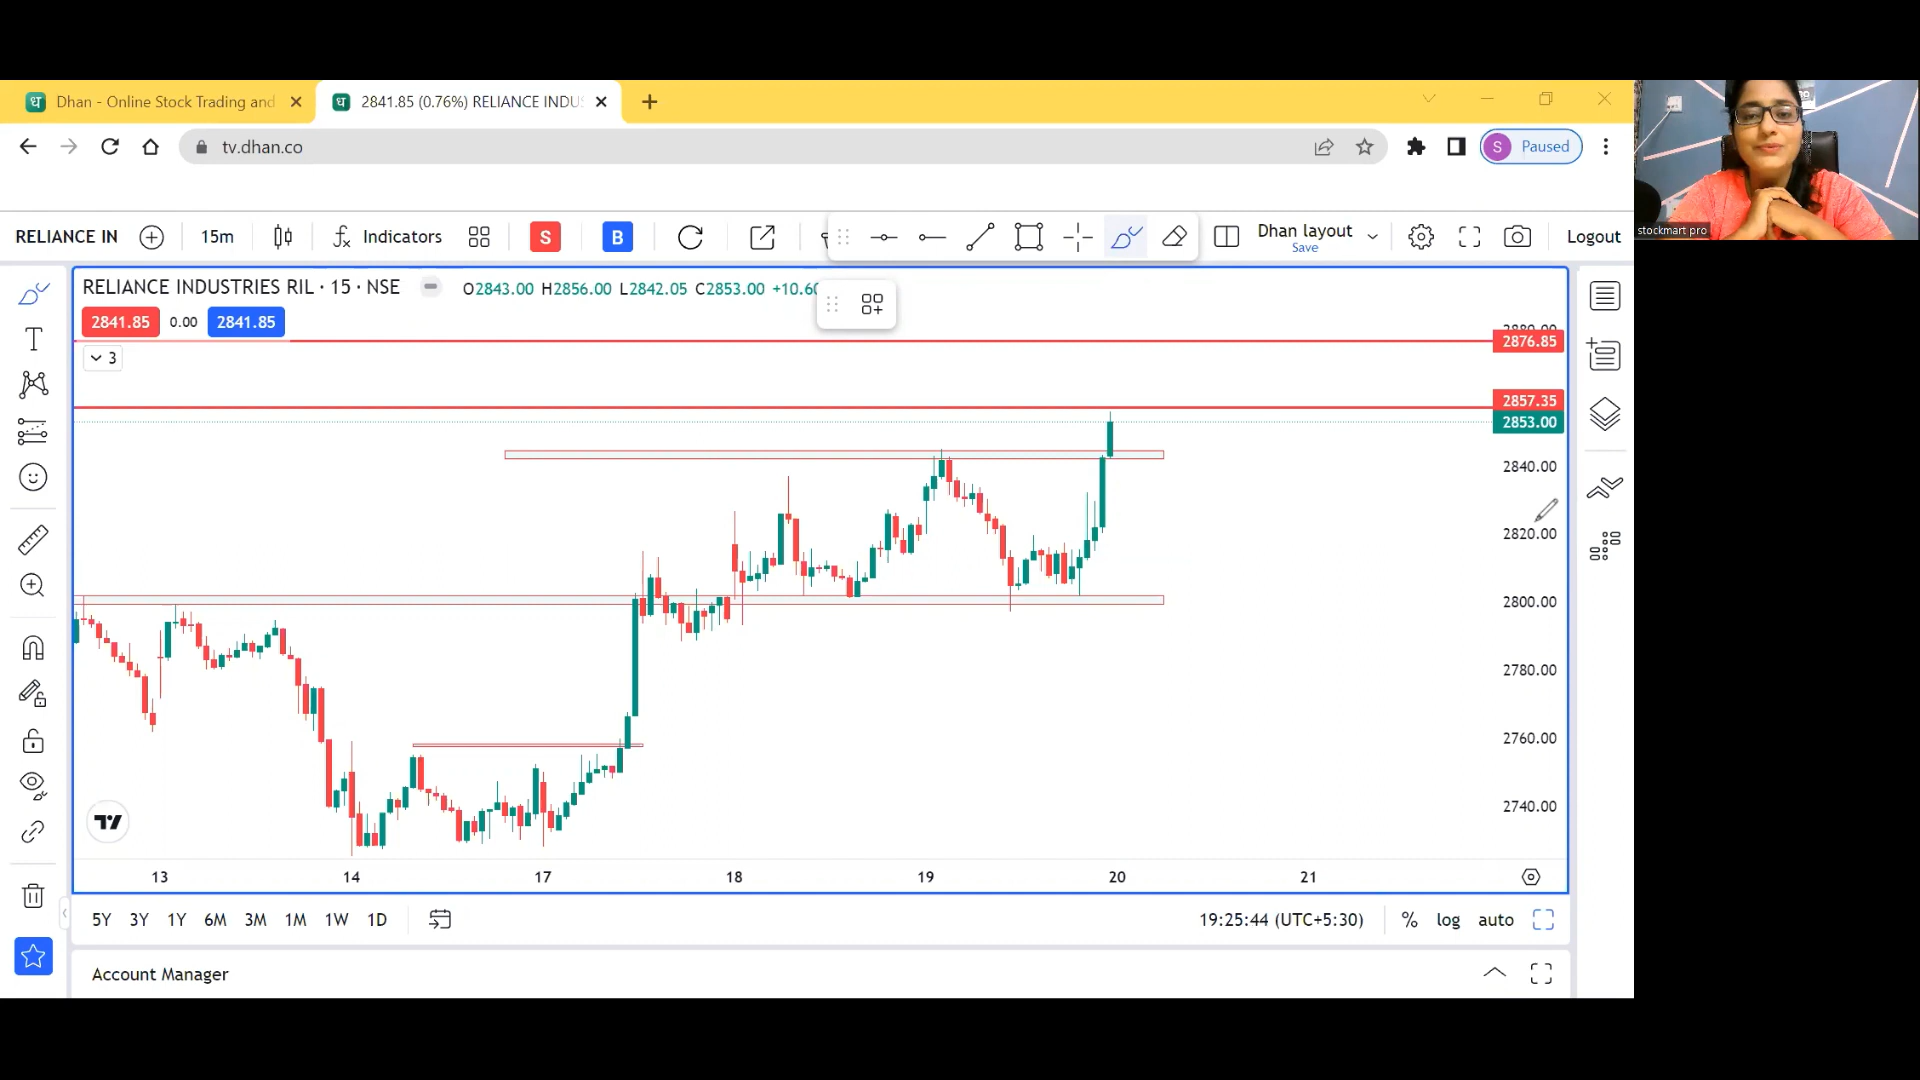 Dhan - Online Stock Trading and
2841.85 (0.76%) RELIANCE INDU
tv.dhan.co
S Paused
RELIANCE IN
15m
Indicators
S
B
Dhan layout
Save
Logout
stockmart pro
RELIANCE INDUSTRIES RIL · 15 · NSE
O2843.00 H2856.00 L2842.05 C2853.00 +10.60
2841.85 0.00 2841.85
3
2880.00
2876.85
2857.35
2853.00
2840.00
2820.00
2800.00
2780.00
2760.00
2740.00
13 14 17 18 19 20 21
5Y 3Y 1Y 6M 3M 1M 1W 1D
19:25:44 (UTC+5:30)
% log auto
Account Manager